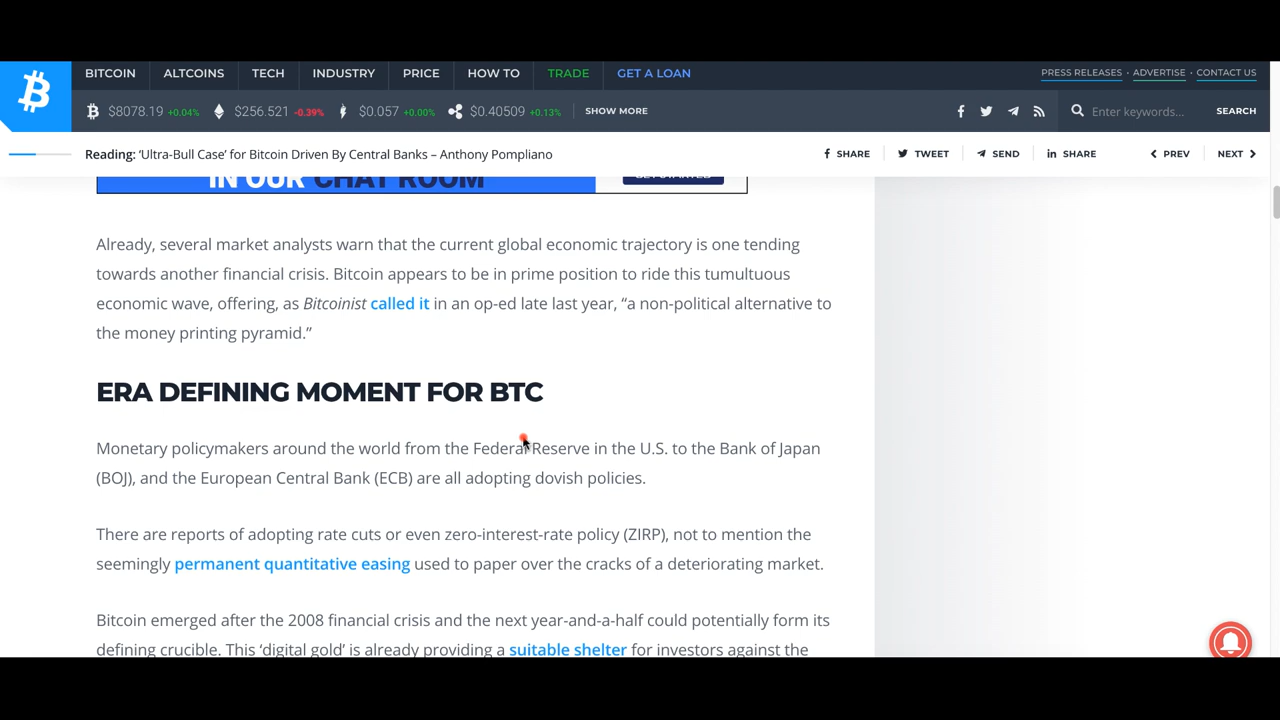 BITCOIN ALTCOINS TECH INDUSTRY PRICE HOW TO TRADE GET A LOAN PRESS RELEASES · ADVERTISE · CONTACT US
$8078.19 +0.04% $256.521 -0.39% $0.057 +0.00% $0.40509 +0.13% SHOW MORE Enter keywords... SEARCH
Reading: ‘Ultra-Bull Case’ for Bitcoin Driven By Central Banks – Anthony Pompliano SHARE TWEET SEND SHARE PREV NEXT
IN OUR CHAT ROOM GET STARTED
Already, several market analysts warn that the current global economic trajectory is one tending
towards another financial crisis. Bitcoin appears to be in prime position to ride this tumultuous
economic wave, offering, as Bitcoinist called it in an op-ed late last year, “a non-political alternative to
the money printing pyramid.”
ERA DEFINING MOMENT FOR BTC
Monetary policymakers around the world from the Federal Reserve in the U.S. to the Bank of Japan
(BOJ), and the European Central Bank (ECB) are all adopting dovish policies.
There are reports of adopting rate cuts or even zero-interest-rate policy (ZIRP), not to mention the
seemingly permanent quantitative easing used to paper over the cracks of a deteriorating market.
Bitcoin emerged after the 2008 financial crisis and the next year-and-a-half could potentially form its
defining crucible. This ‘digital gold’ is already providing a suitable shelter for investors against the